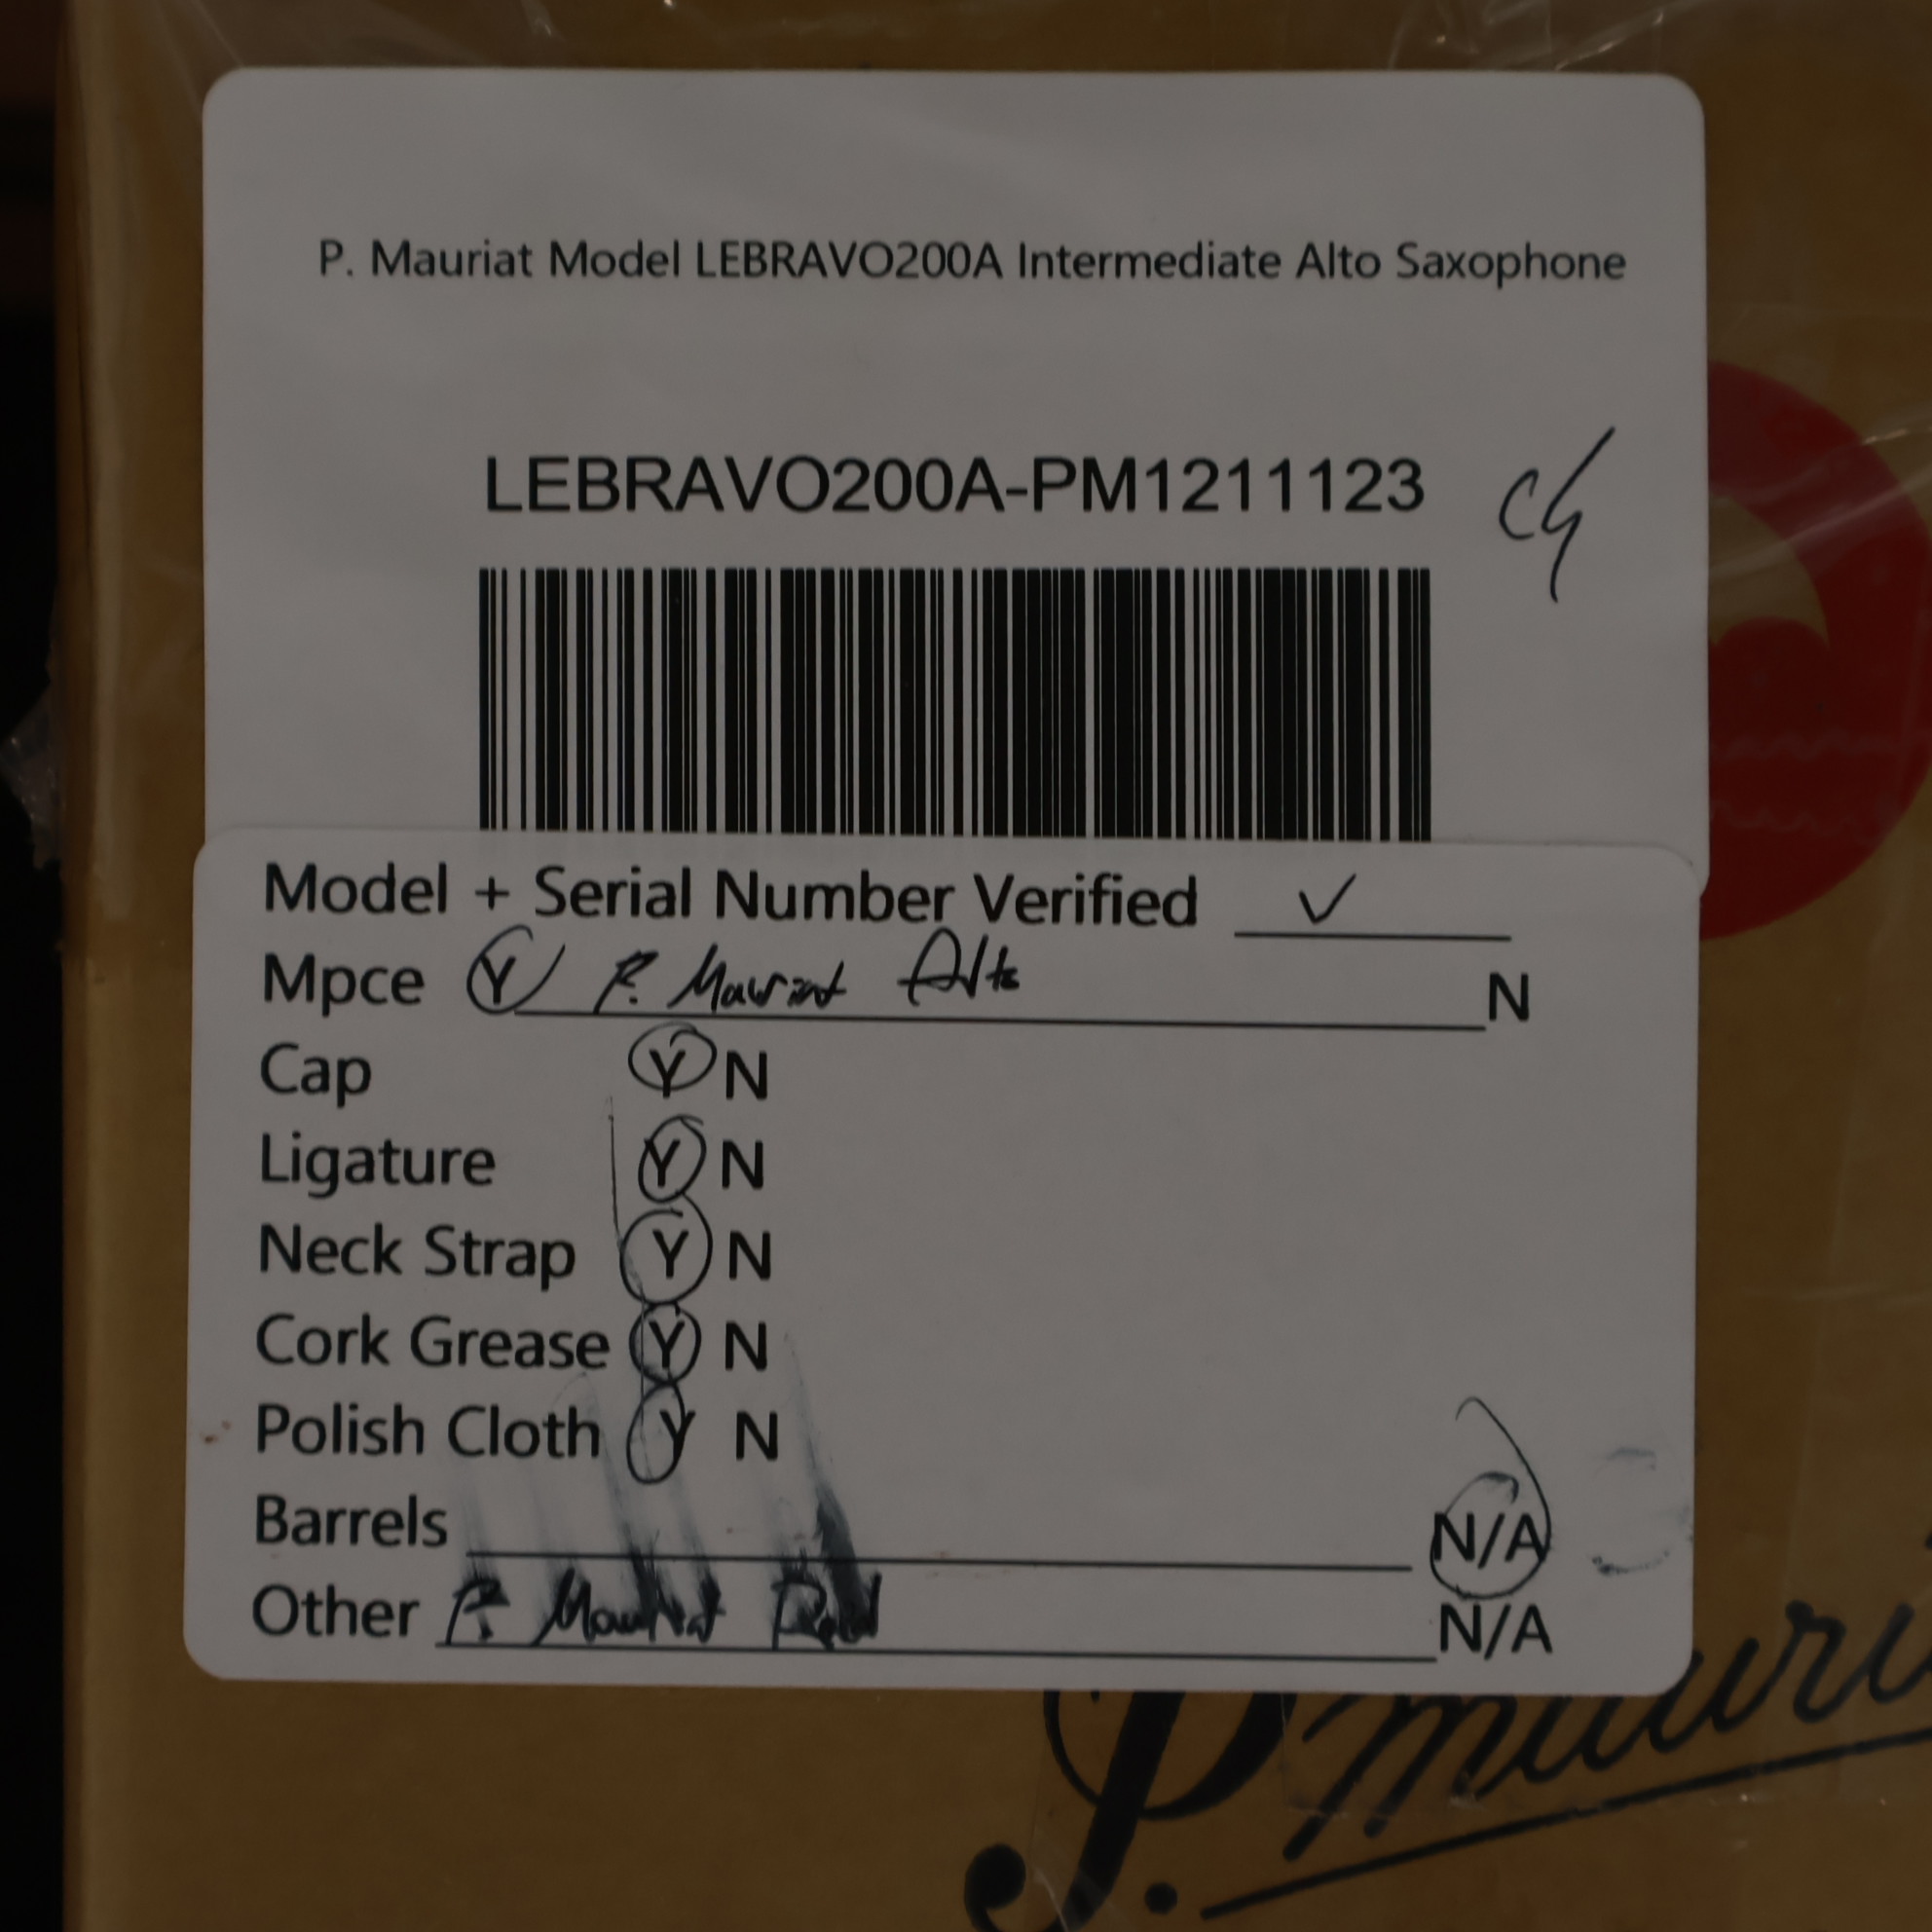 P. Mauriat Model LEBRAVO200A Intermediate Alto Saxophone
LEBRAVO200A-PM1211123
Model + Serial Number Verified ✓
Mpce Y P. Mauriat Alto N
Cap Y N
Ligature Y N
Neck Strap Y N
Cork Grease Y N
Polish Cloth Y N
Barrels N/A
Other P. Mauriat N/A
P. mauri